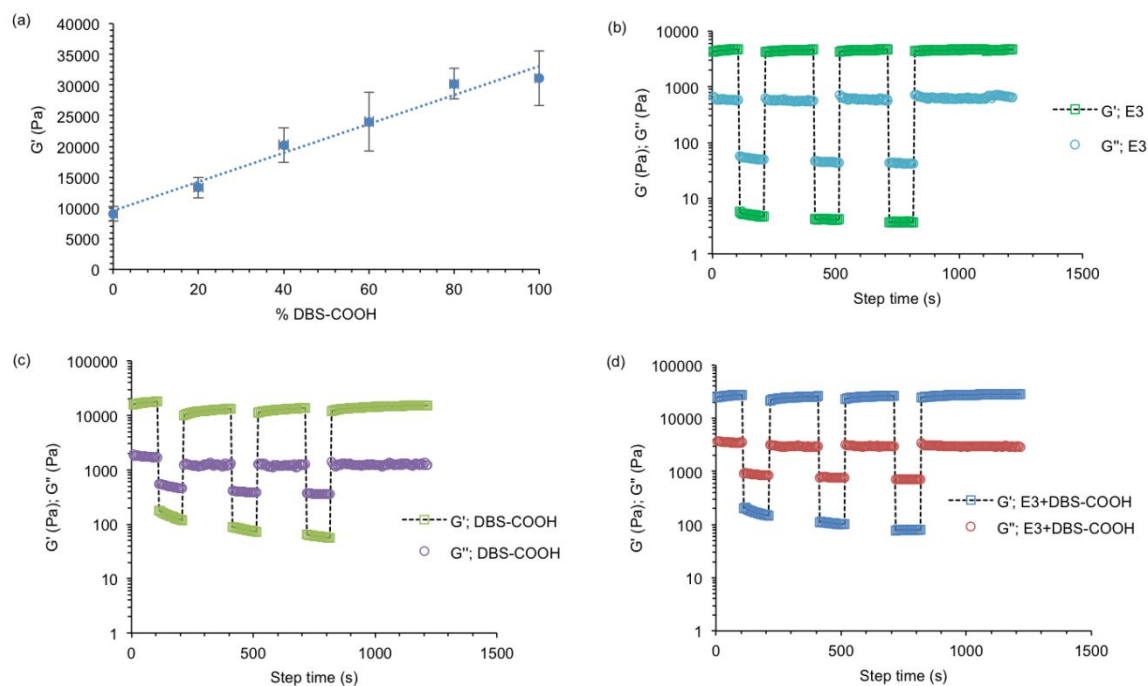 (a)
40000
35000
30000
25000
20000
15000
10000
5000
0
G' (Pa)
0 20 40 60 80 100
% DBS-COOH
(b)
10000
1000
100
10
1
G' (Pa); G'' (Pa)
0 500 1000 1500
Step time (s)
G'; E3
G''; E3
(c)
100000
10000
1000
100
10
1
G' (Pa); G'' (Pa)
0 500 1000 1500
Step time (s)
G'; DBS-COOH
G''; DBS-COOH
(d)
100000
10000
1000
100
10
1
G' (Pa); G'' (Pa)
0 500 1000 1500
Step time (s)
G'; E3+DBS-COOH
G''; E3+DBS-COOH